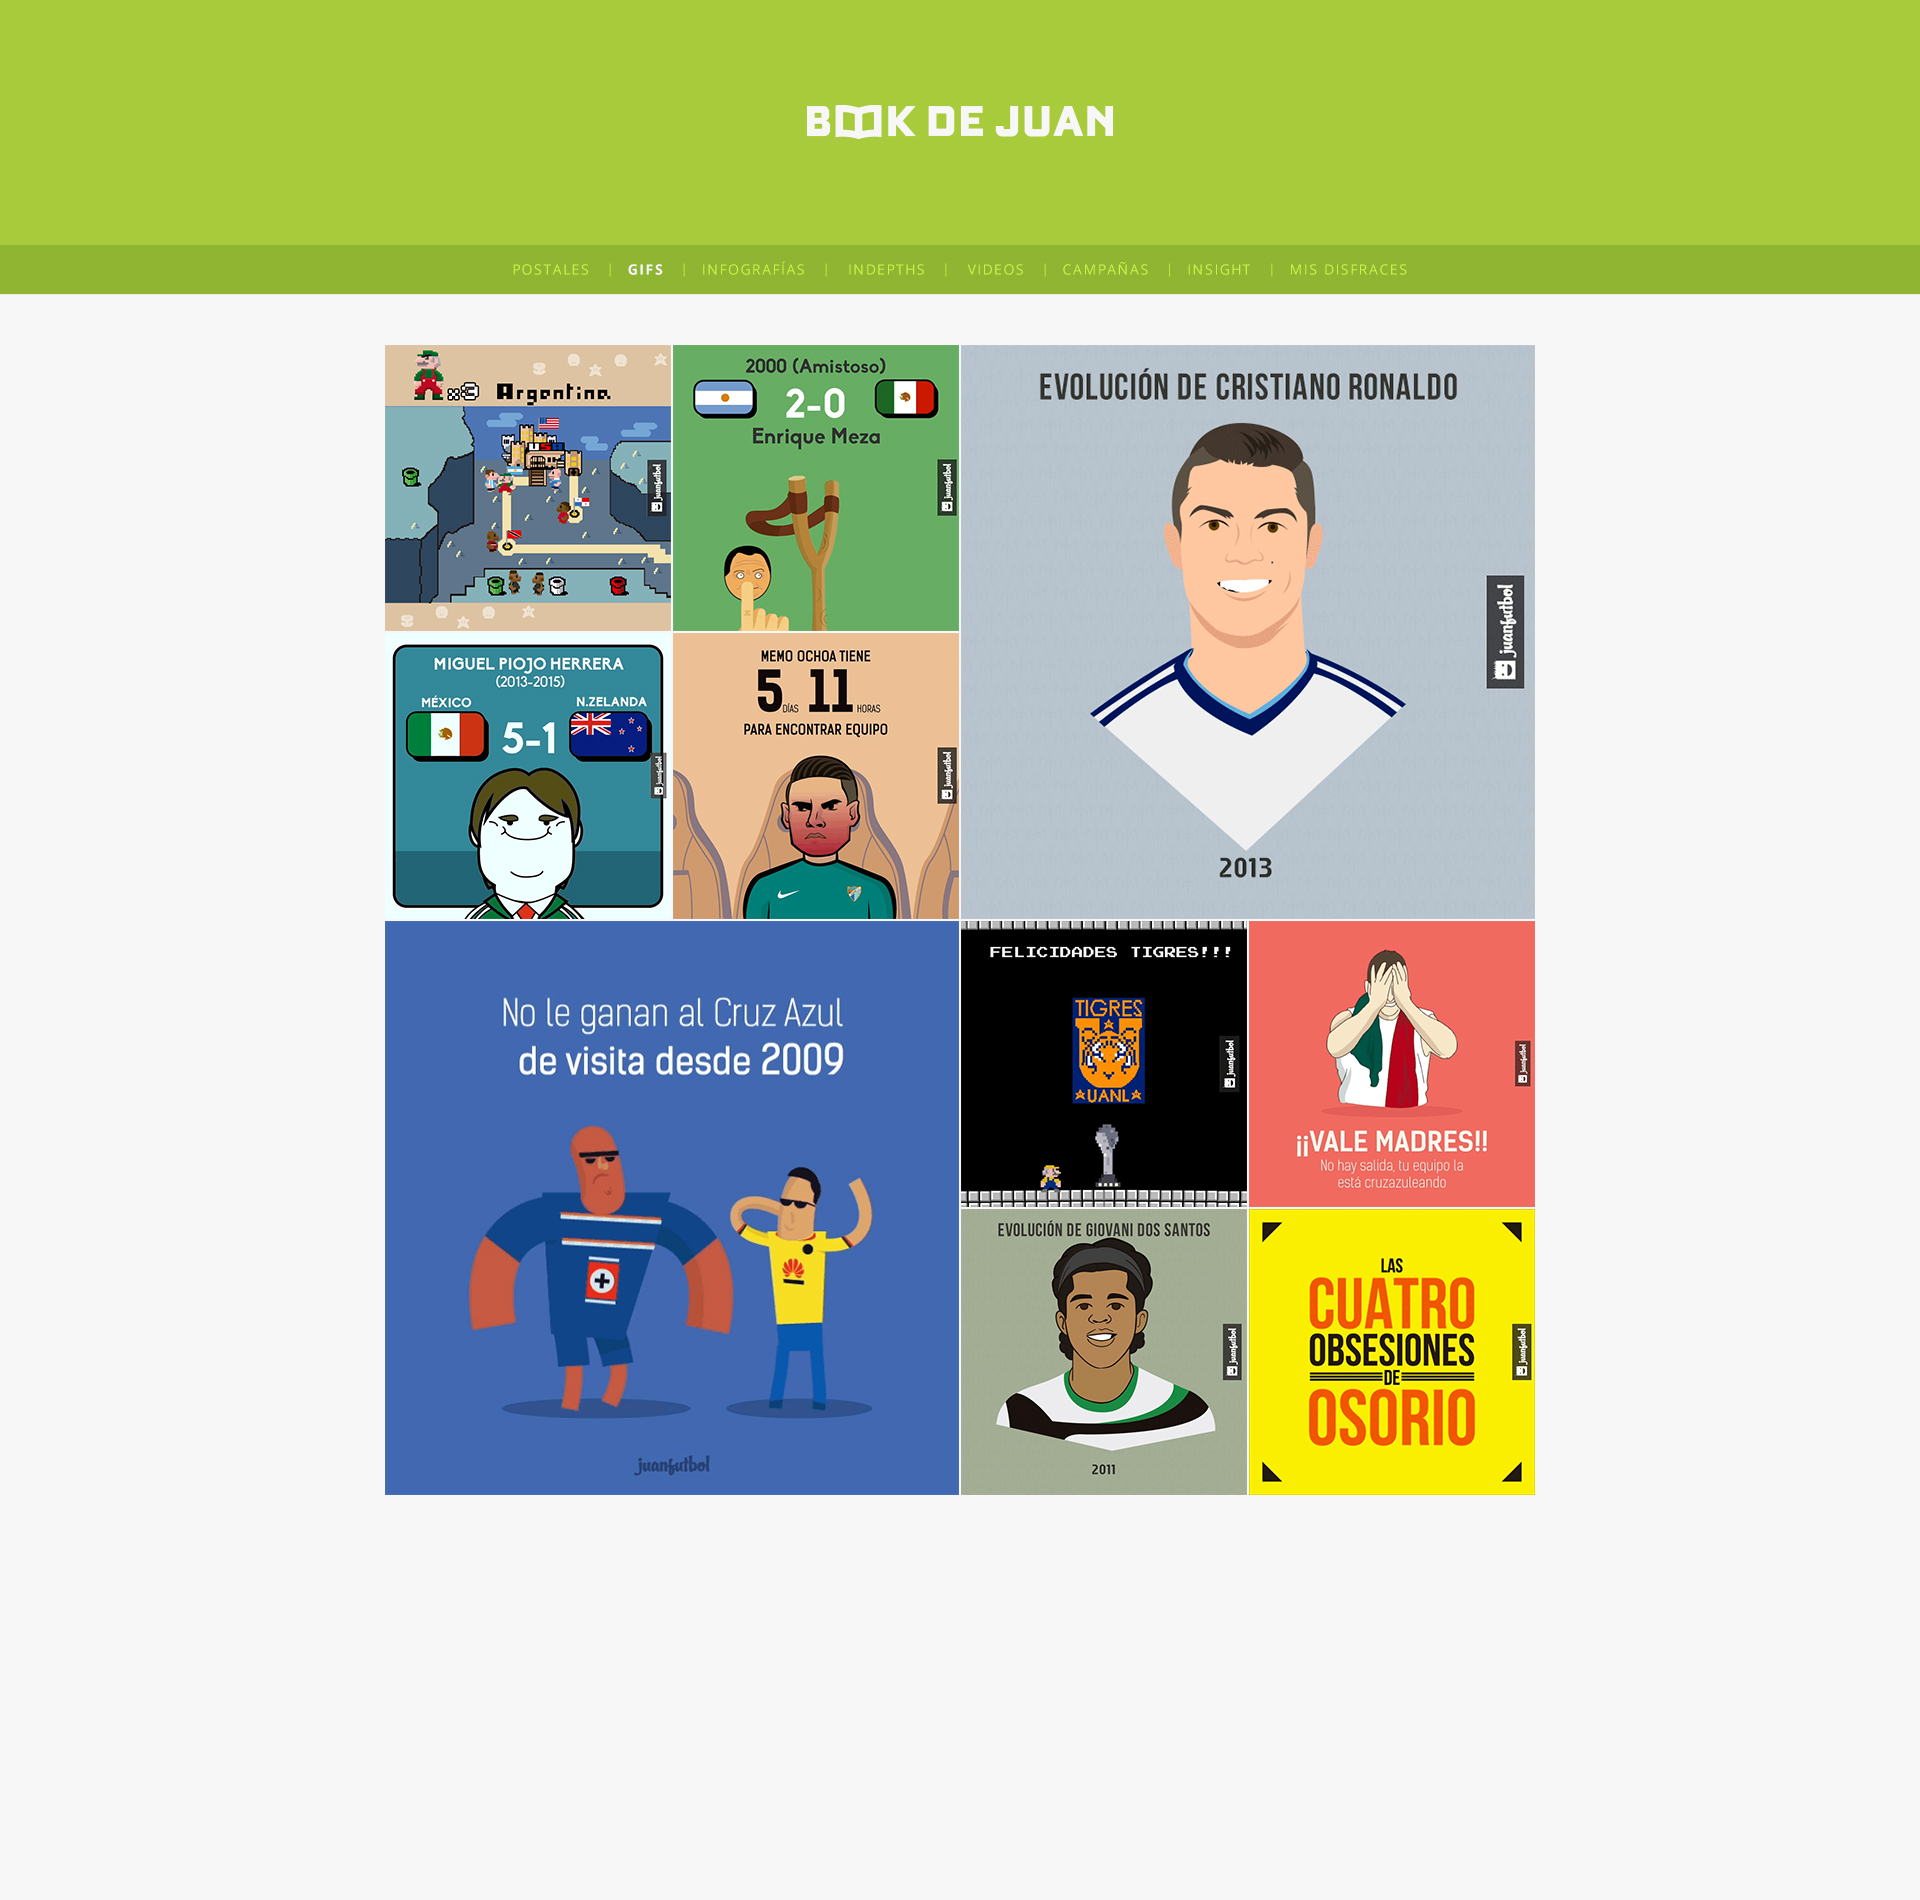 BOOK DE JUAN
POSTALES | GIFS | INFOGRAFÍAS | INDEPTHS | VIDEOS | CAMPAÑAS | INSIGHT | MIS DISFRACES
x3 Argentina
juanfutbol
2000 (Amistoso)
2-0
Enrique Meza
juanfutbol
EVOLUCIÓN DE CRISTIANO RONALDO
juanfutbol
2013
MIGUEL PIOJO HERRERA
(2013-2015)
MÉXICO
N.ZELANDA
5-1
juanfutbol
MEMO OCHOA TIENE
5 DÍAS 11 HORAS
PARA ENCONTRAR EQUIPO
juanfutbol
No le ganan al Cruz Azul
de visita desde 2009
juanfutbol
FELICIDADES TIGRES!!!
TIGRES
UANL
juanfutbol
juanfutbol
¡¡VALE MADRES!!
No hay salida, tu equipo la
está cruzazuleando
EVOLUCIÓN DE GIOVANI DOS SANTOS
juanfutbol
2011
LAS
CUATRO
OBSESIONES
DE
OSORIO
juanfutbol